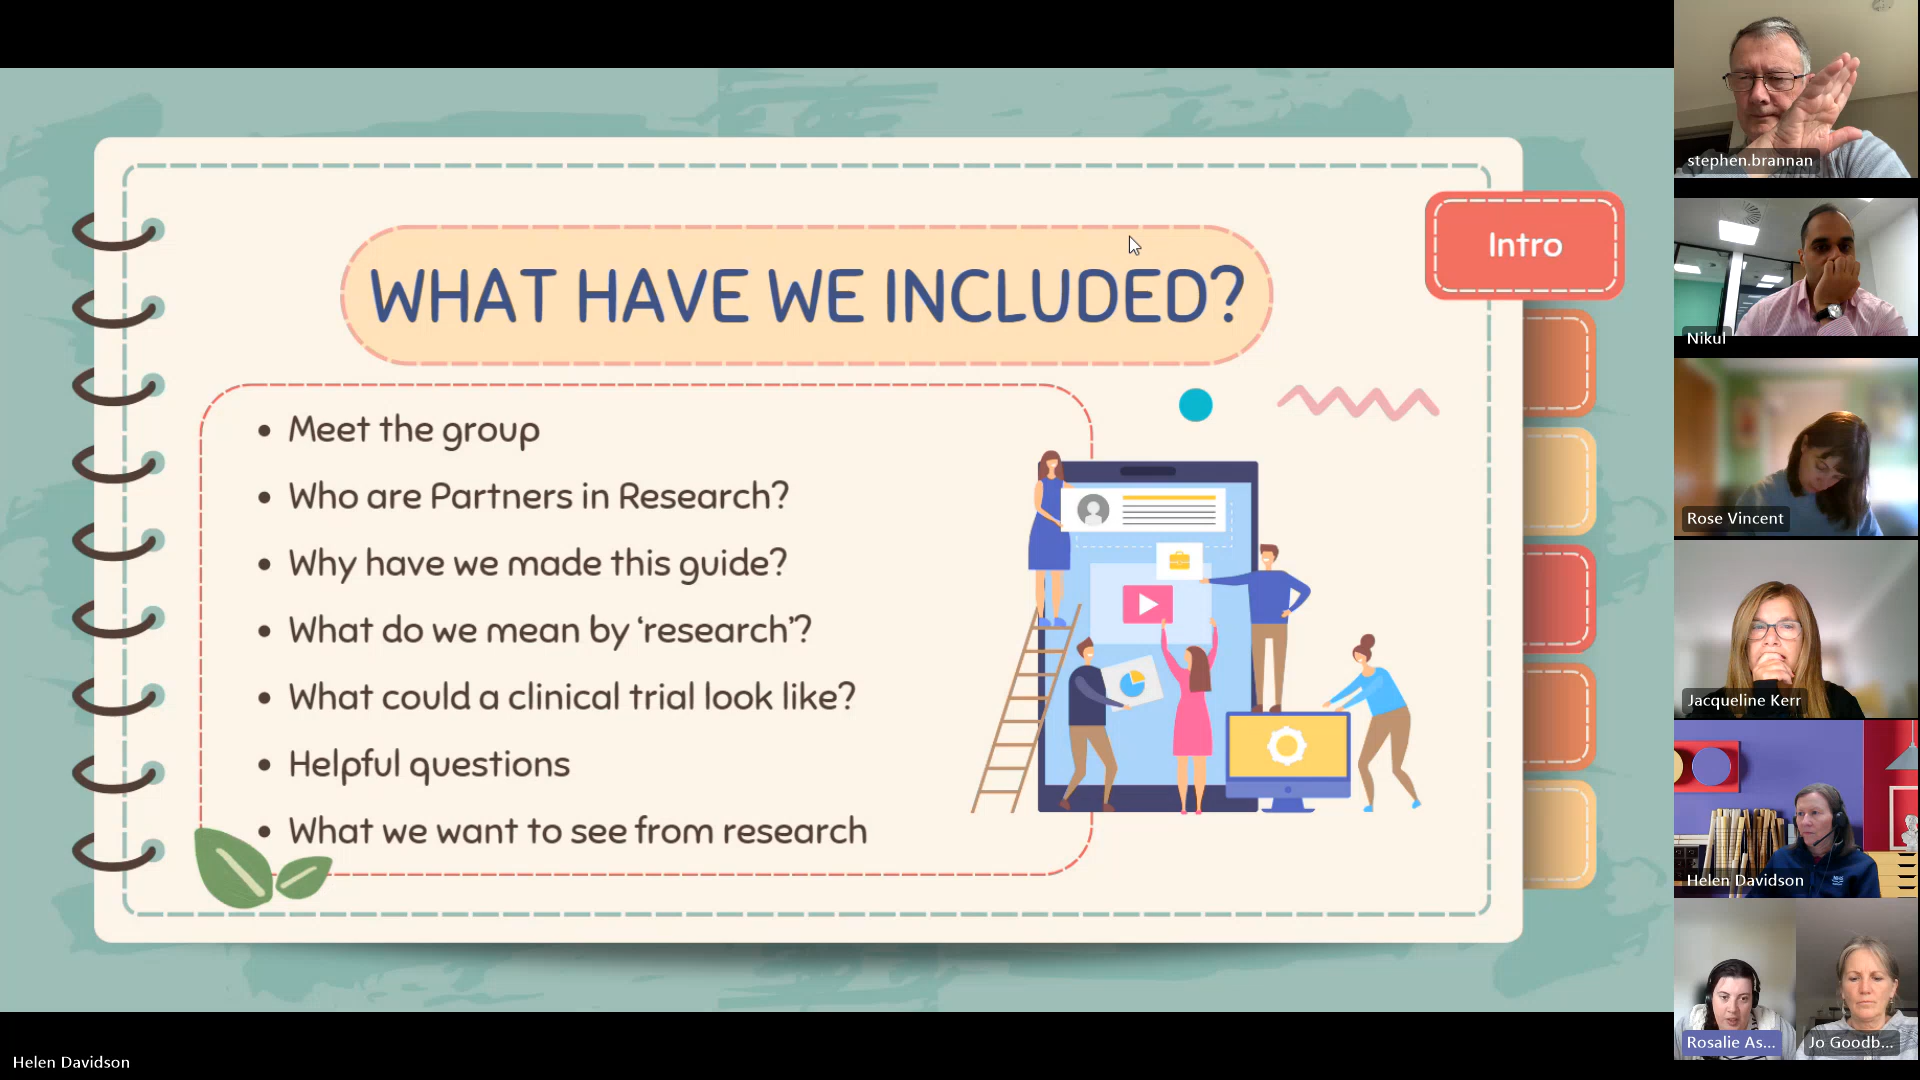 WHAT HAVE WE INCLUDED?
Intro
• Meet the group
• Who are Partners in Research?
• Why have we made this guide?
• What do we mean by ‘research’?
• What could a clinical trial look like?
• Helpful questions
• What we want to see from research
stephen.brannan
Nikul
Rose Vincent
Jacqueline Kerr
Helen Davidson
Rosalie As...
Jo Goodb...
Helen Davidson